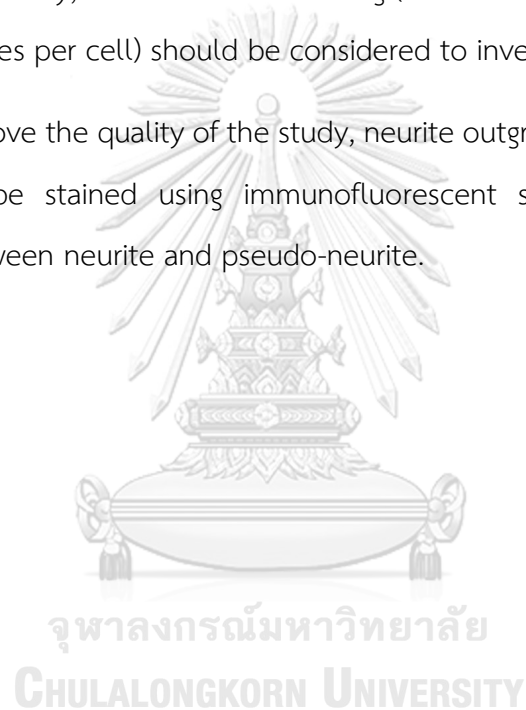 es per cell) should be considered to inve
ove the quality of the study, neurite outgr
be stained using immunofluorescent s
ween neurite and pseudo-neurite.
จุฬาลงกรณ์มหาวิทยาลัย
CHULALONGKORN UNIVERSITY